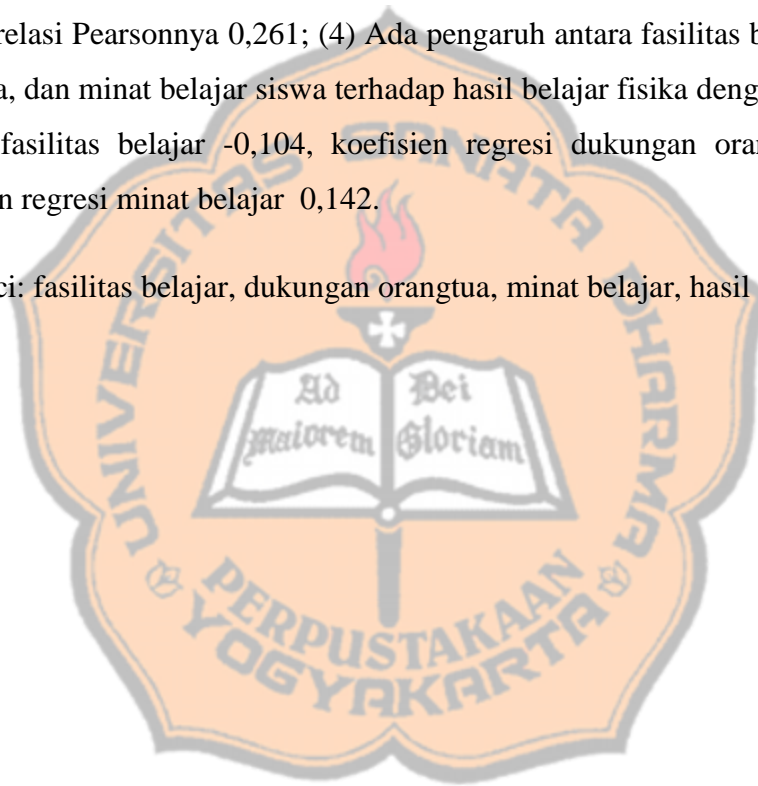 relasi Pearsonnya 0,261; (4) Ada pengaruh antara fasilitas b
a, dan minat belajar siswa terhadap hasil belajar fisika deng
fasilitas belajar -0,104, koefisien regresi dukungan oran
n regresi minat belajar 0,142.
ci: fasilitas belajar, dukungan orangtua, minat belajar, hasil
UNIVERSITAS SANATA DHARMA
Ad Dei
maiorem Gloriam
PERPUSTAKAAN
YOGYAKARTA